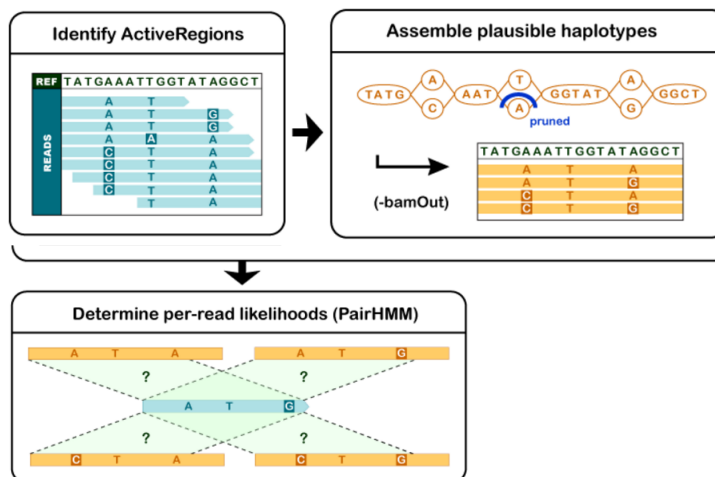 Identify ActiveRegions
REF TATGAAATTGGTATAGGCT
READS
A T
A T G
A T G
A A A
C T A
C T A
C T A
C T A
T A
Assemble plausible haplotypes
TATG A C AAT T A GGTAT A G GGCT
pruned
(-bamOut)
TATGAAATTGGTATAGGCT
A T A
A T G
C T A
C T G
Determine per-read likelihoods (PairHMM)
A T A A T G
? ?
A T G
? ?
C T A C T G